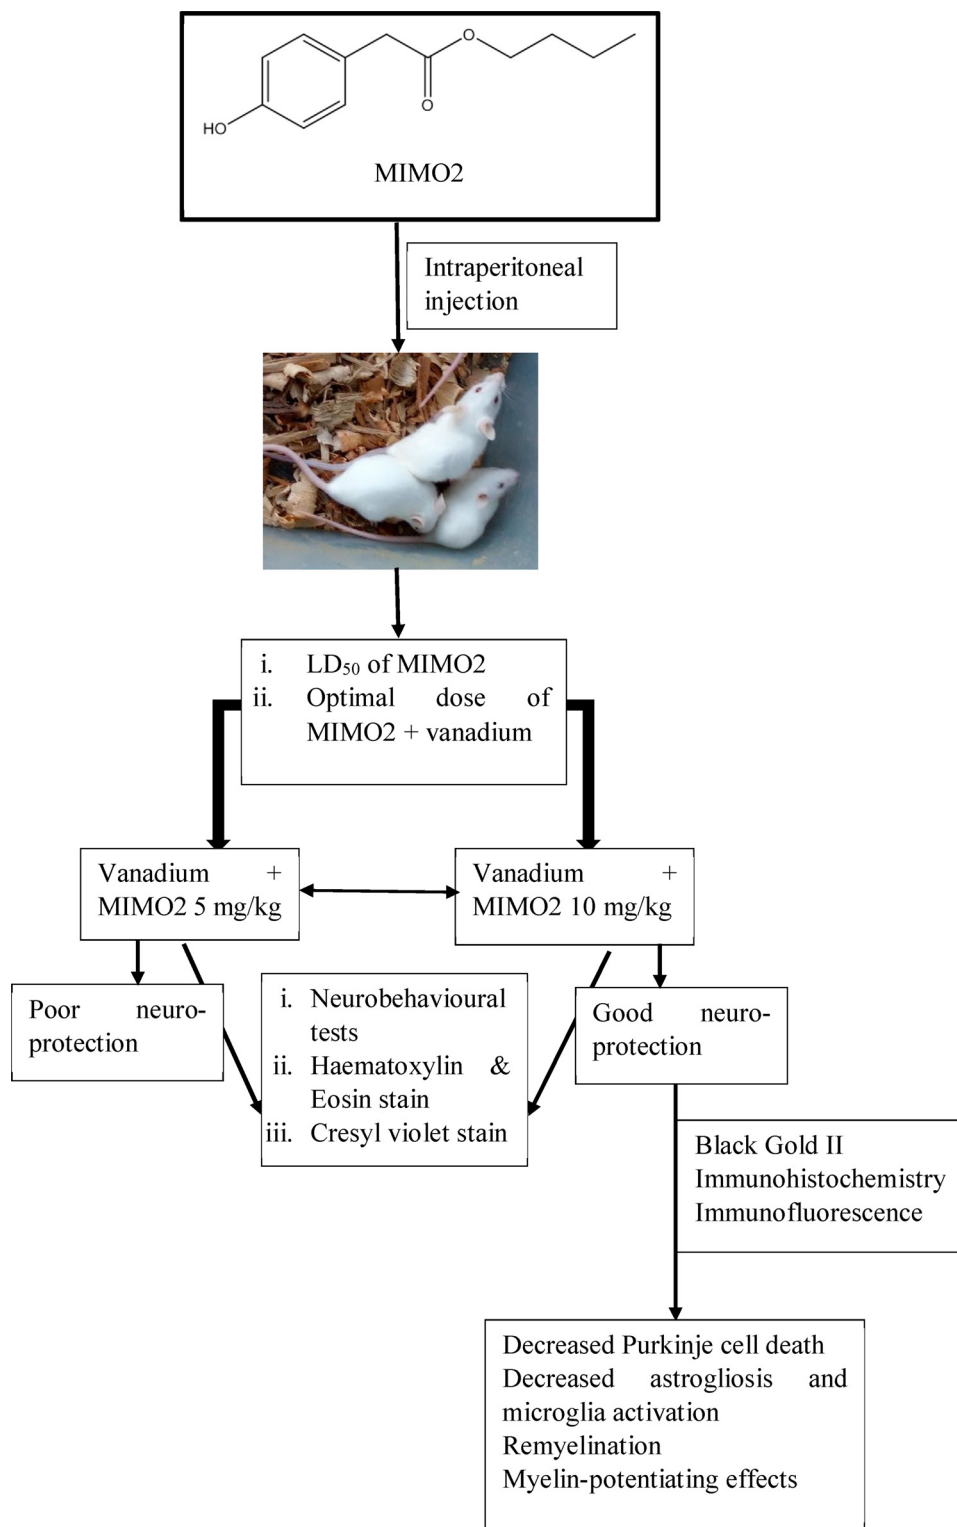 O
O
HO
MIMO2
Intraperitoneal
injection
i. LD₅₀ of MIMO2
ii. Optimal dose of
MIMO2 + vanadium
Vanadium +
MIMO2 5 mg/kg
Vanadium +
MIMO2 10 mg/kg
Poor neuro-
protection
i. Neurobehavioural
tests
ii. Haematoxylin &
Eosin stain
iii. Cresyl violet stain
Good neuro-
protection
Black Gold II
Immunohistochemistry
Immunofluorescence
Decreased Purkinje cell death
Decreased astrogliosis and
microglia activation
Remyelination
Myelin-potentiating effects